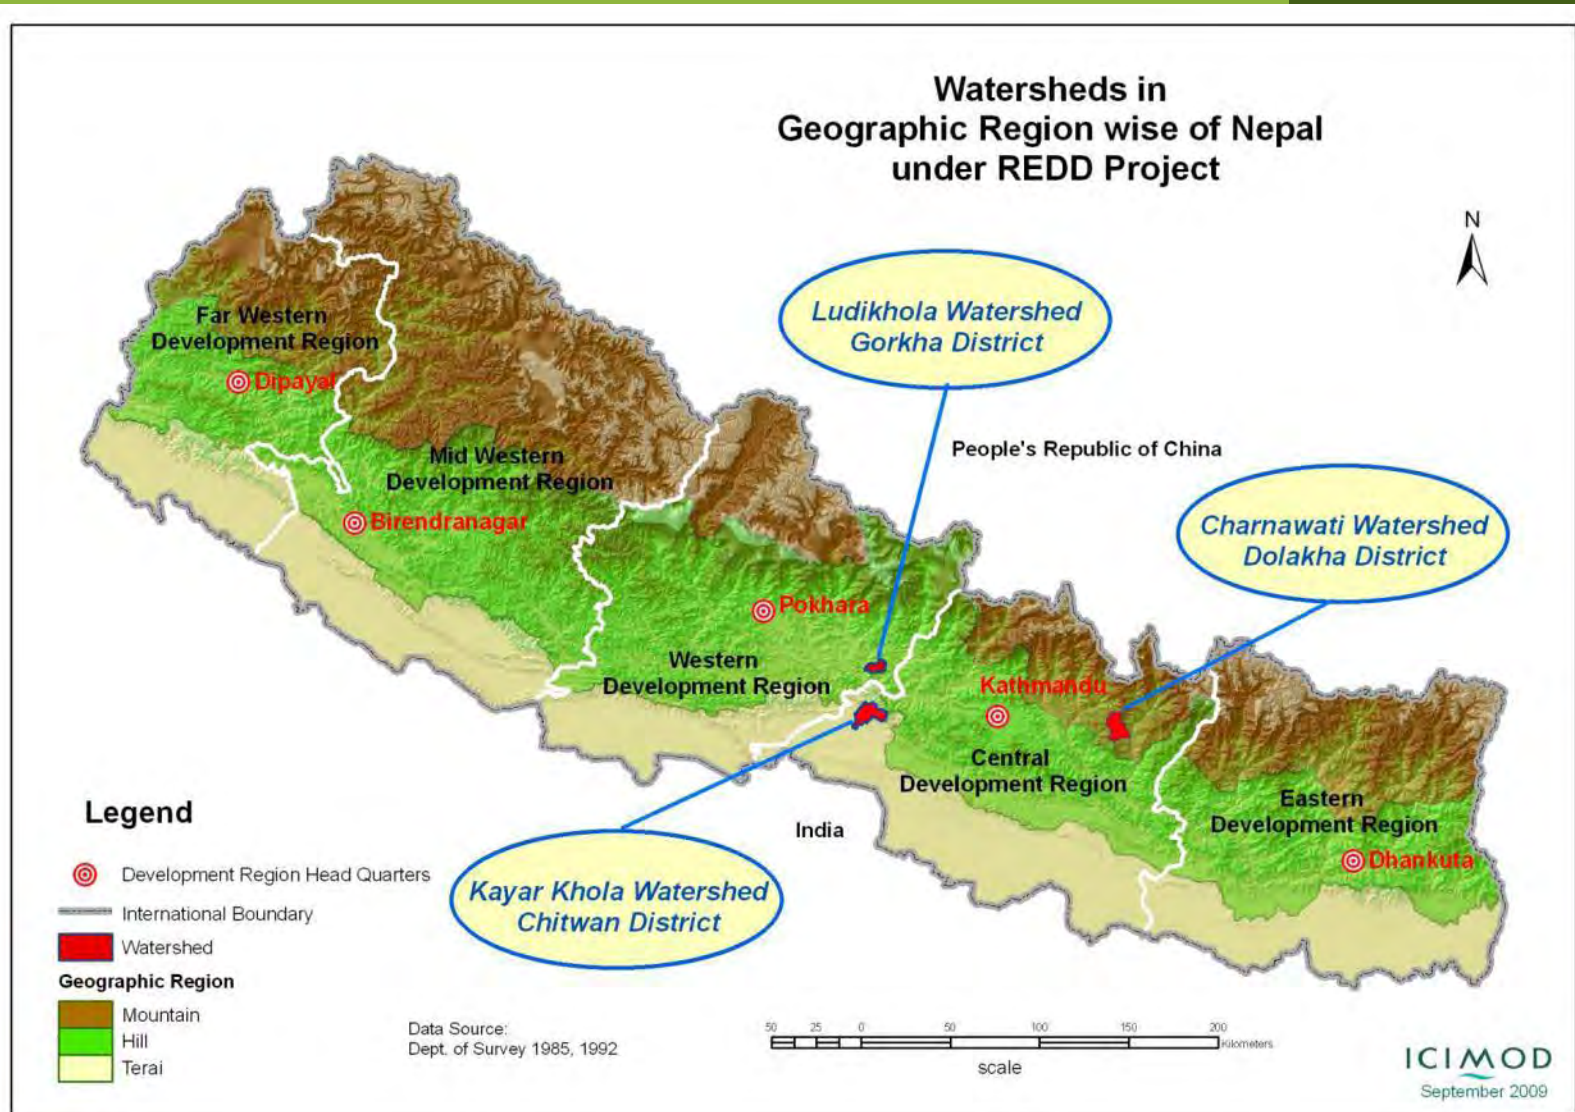 Watersheds in
Geographic Region wise of Nepal
under REDD Project
N
Ludikhola Watershed
Gorkha District
Far Western
Development Region
Dipayal
People's Republic of China
Mid Western
Development Region
Birendranagar
Charnawati Watershed
Dolakha District
Pokhara
Western
Development Region
Kathmandu
Central
Development Region
Eastern
Development Region
Dhankuta
India
Kayar Khola Watershed
Chitwan District
Legend
Development Region Head Quarters
International Boundary
Watershed
Geographic Region
Mountain
Hill
Terai
Data Source:
Dept. of Survey 1985, 1992
50 25 0 50 100 150 200
Kilometers
scale
ICIMOD
September 2009